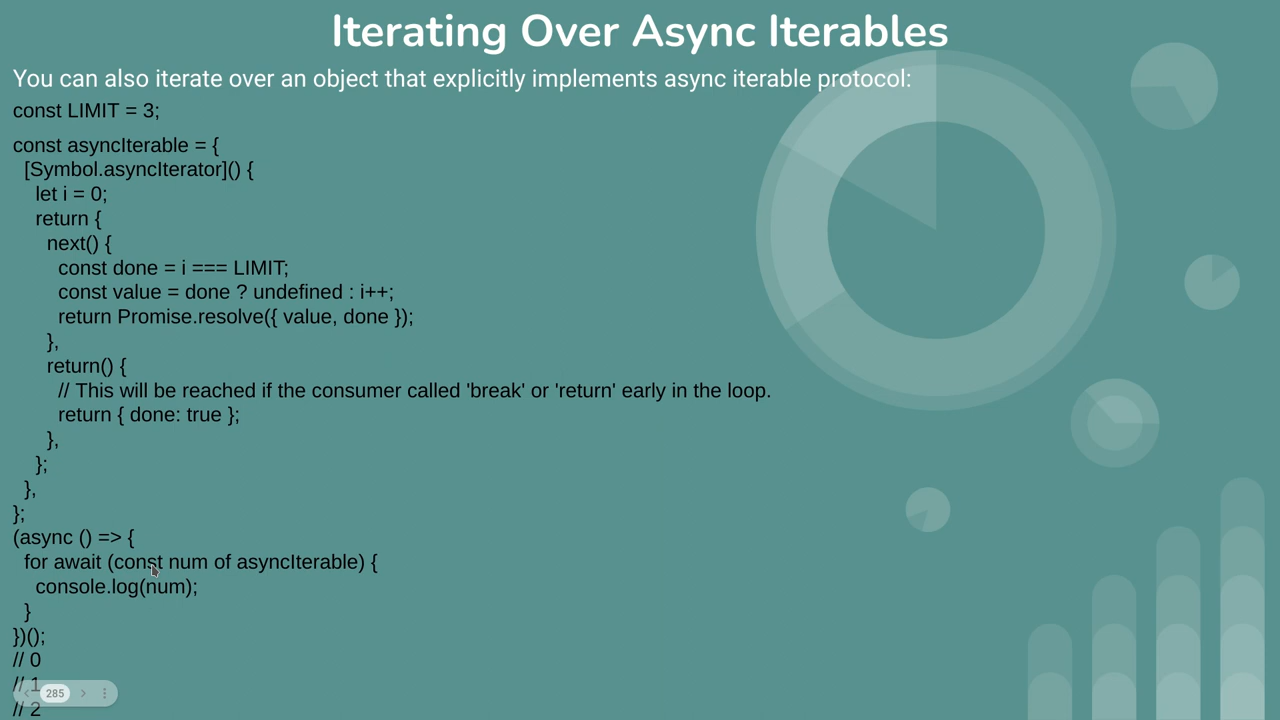 Iterating Over Async Iterables
You can also iterate over an object that explicitly implements async iterable protocol:
const LIMIT = 3;
const asyncIterable = {
  [Symbol.asyncIterator]() {
    let i = 0;
    return {
      next() {
        const done = i === LIMIT;
        const value = done ? undefined : i++;
        return Promise.resolve({ value, done });
      },
      return() {
        // This will be reached if the consumer called 'break' or 'return' early in the loop.
        return { done: true };
      },
    };
  },
};
(async () => {
  for await (const num of asyncIterable) {
    console.log(num);
  }
})();
// 0
// 1
285
// 2